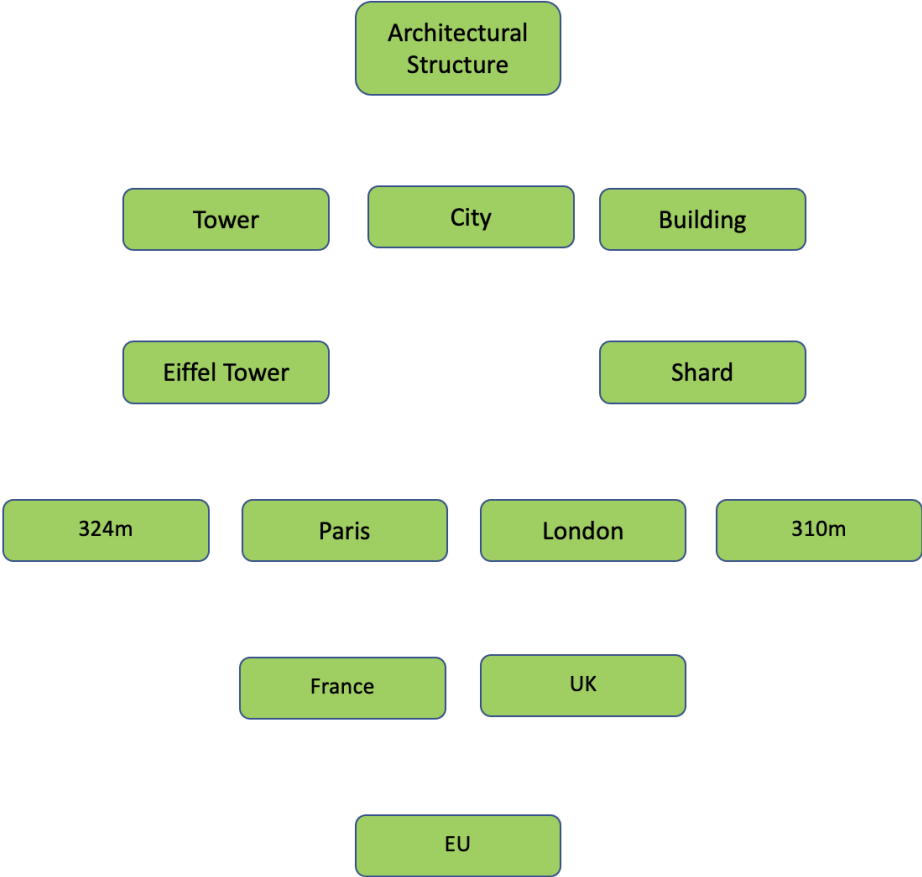 Architectural
Structure
Tower
City
Building
Eiffel Tower
Shard
324m
Paris
London
310m
France
UK
EU